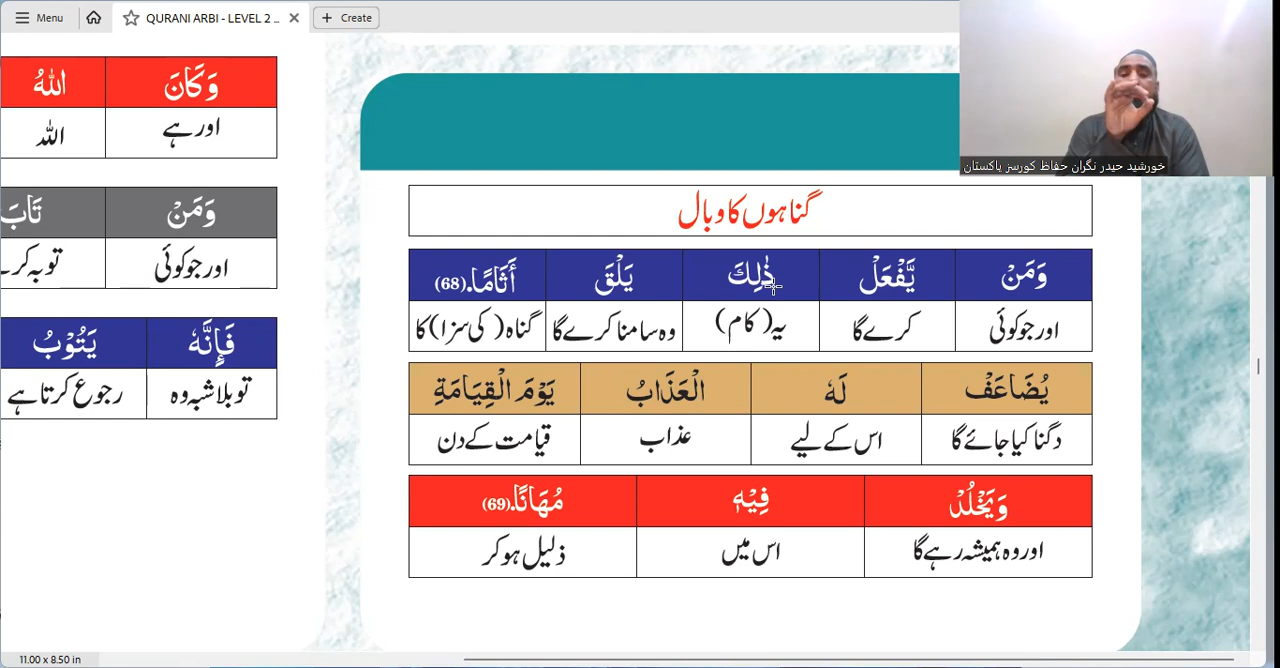 Menu
QURANI ARBI - LEVEL 2 ...
Create
خورشید حیدر نگران حفاظ کورسز پاکستان
گناہوں کا وبال
وَمَنْ يَّفْعَلْ ذٰلِكَ يَلْقَ أَثَامًا.(68)
اور جو کوئی کرے گا یہ (کام) وہ سامنا کرے گا گناہ (کی سزا) کا
يُضَاعَفْ لَهٗ الْعَذَابُ يَوْمَ الْقِيَامَةِ
دگنا کیا جائے گا اس کے لیے عذاب قیامت کے دن
وَيَخْلُدْ فِيْهٖ مُهَانًا.(69)
اور وہ ہمیشہ رہے گا اس میں ذلیل ہو کر
وَكَانَ اللّٰهُ
اور ہے اللہ
وَمَنْ تَابَ
اور جو کوئی توبہ کر
فَإِنَّهٗ يَتُوْبُ
تو بلاشبہ وہ رجوع کرتا ہے
11.00 x 8.50 in